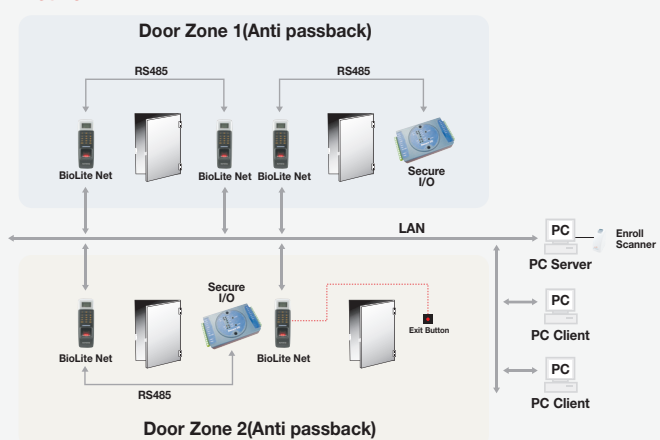 Door Zone 1(Anti passback)
RS485
RS485
BioLite Net
BioLite Net
BioLite Net
Secure
I/O
LAN
PC
Enroll
Scanner
PC Server
Secure
I/O
PC
PC Client
BioLite Net
BioLite Net
Exit Button
RS485
PC
PC Client
Door Zone 2(Anti passback)